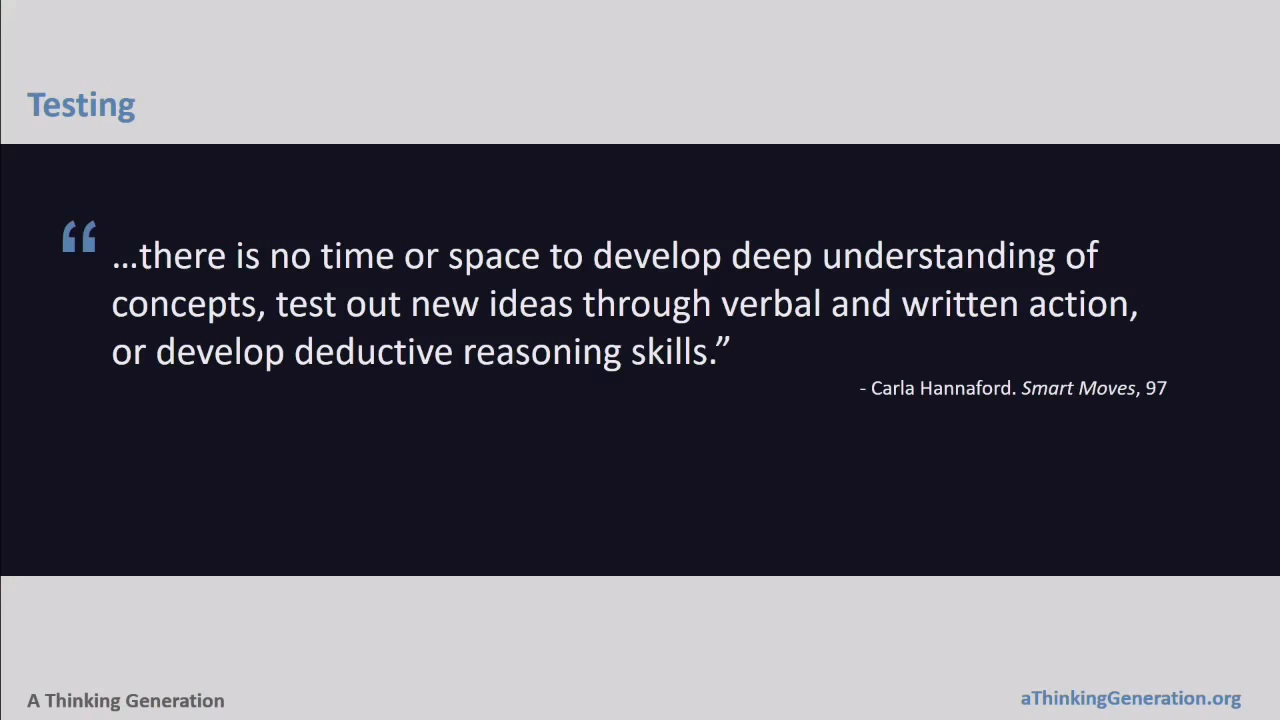 Testing
“…there is no time or space to develop deep understanding of
concepts, test out new ideas through verbal and written action,
or develop deductive reasoning skills.”
- Carla Hannaford. Smart Moves, 97
A Thinking Generation
aThinkingGeneration.org